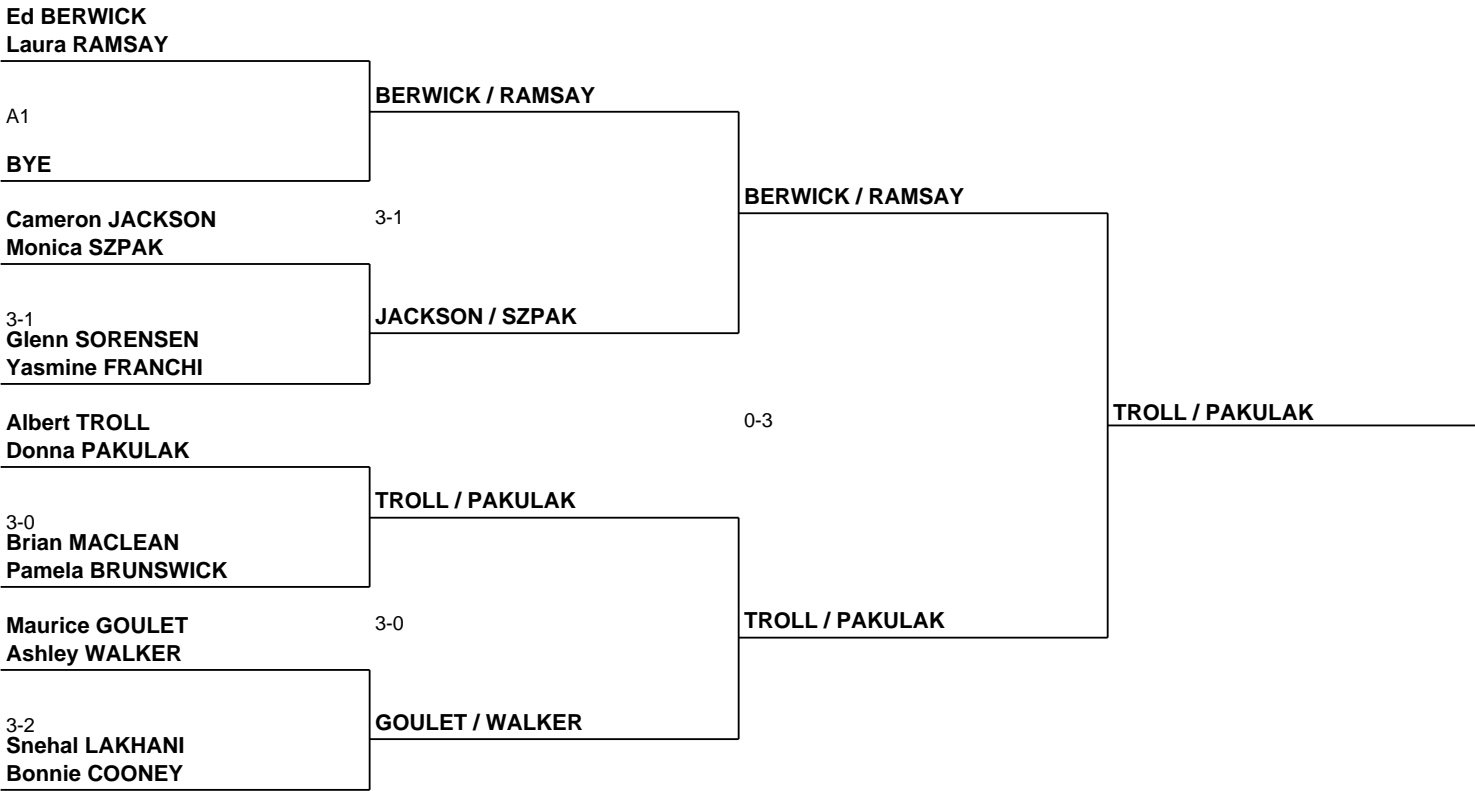 Ed BERWICK
Laura RAMSAY
A1
BYE
Cameron JACKSON
Monica SZPAK
3-1
Glenn SORENSEN
Yasmine FRANCHI
Albert TROLL
Donna PAKULAK
3-0
Brian MACLEAN
Pamela BRUNSWICK
Maurice GOULET
Ashley WALKER
3-2
Snehal LAKHANI
Bonnie COONEY
BERWICK / RAMSAY
3-1
JACKSON / SZPAK
TROLL / PAKULAK
3-0
GOULET / WALKER
BERWICK / RAMSAY
0-3
TROLL / PAKULAK
TROLL / PAKULAK